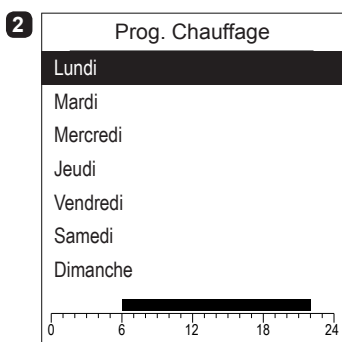 2
Prog. Chauffage
Lundi
Mardi
Mercredi
Jeudi
Vendredi
Samedi
Dimanche
0 6 12 18 24